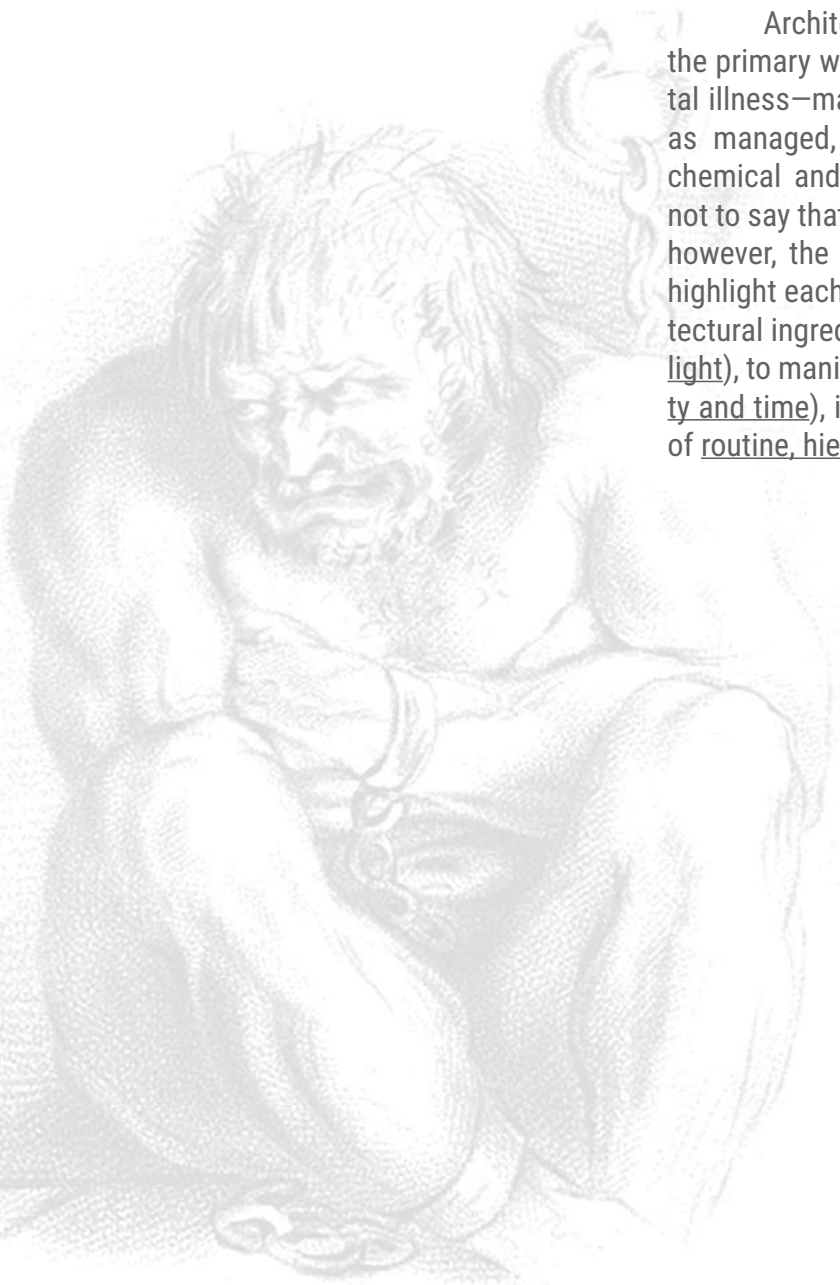 Archit
the primary w
tal illness—ma
as managed,
chemical and
not to say that
however, the
highlight each
tectural ingred
light), to mani
ty and time), i
of routine, hie